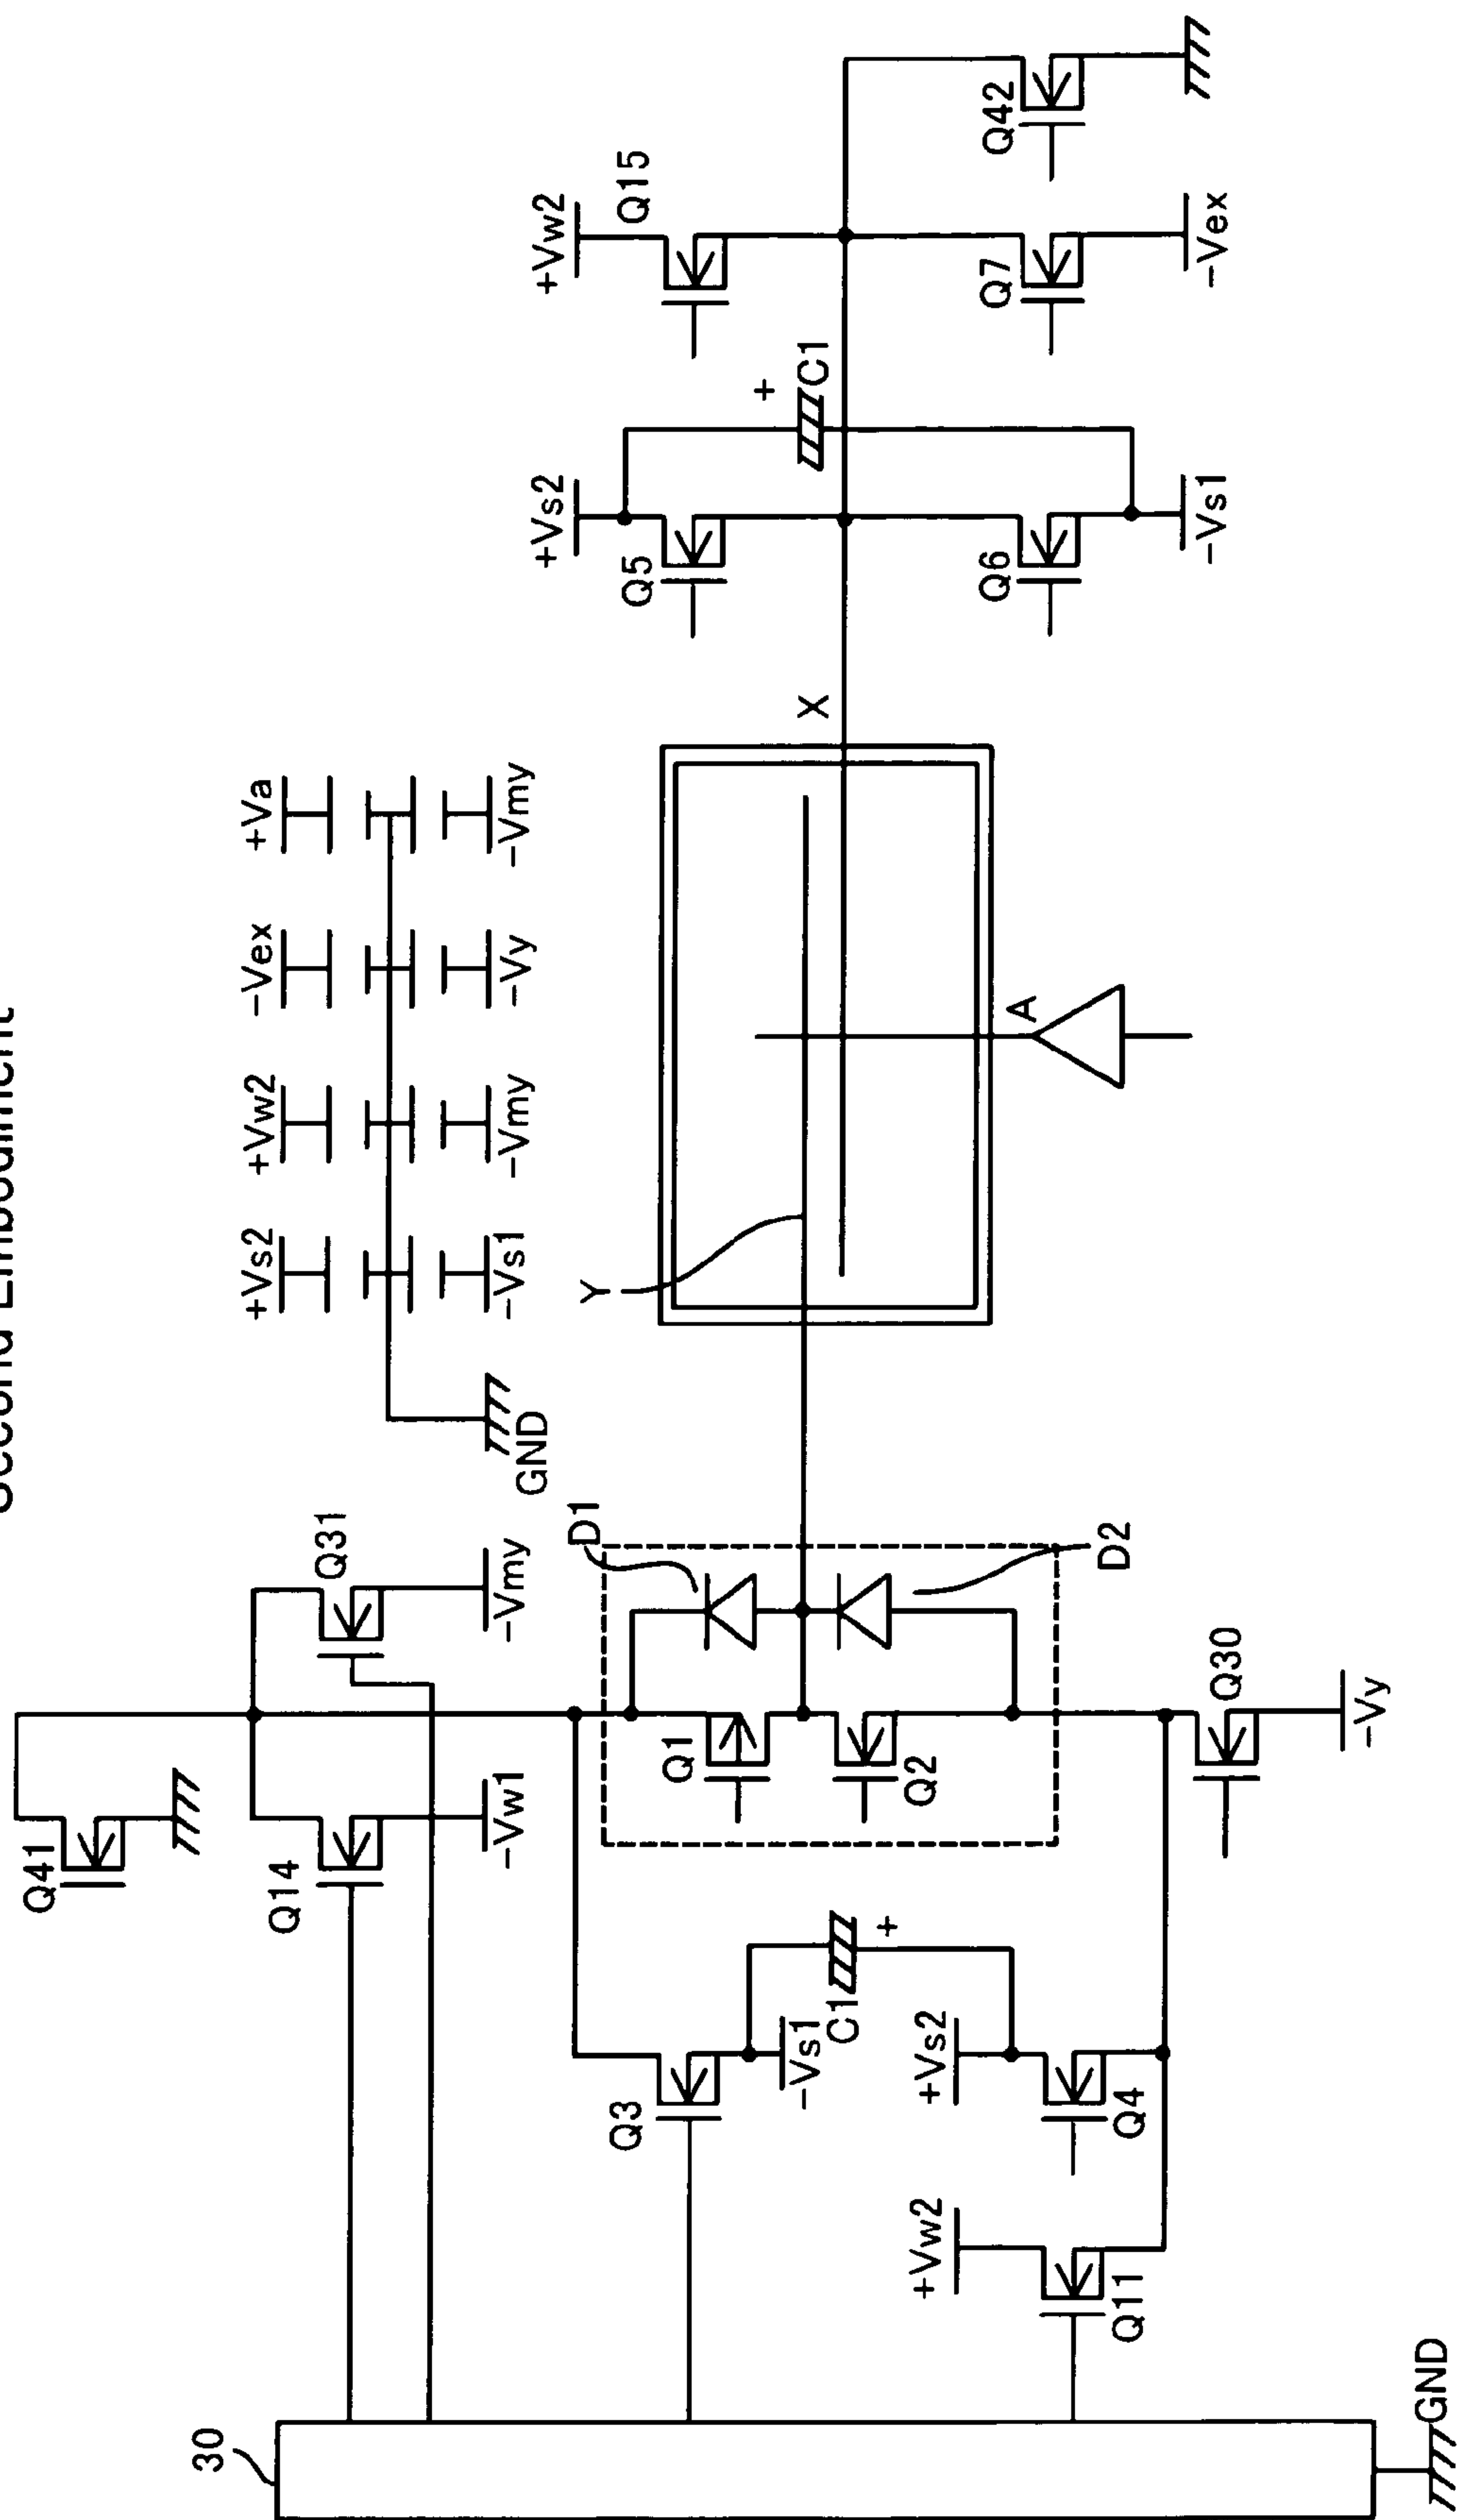 Second Embodiment
30
Q41
Q14
-Vw1
Q31
-Vmy
GND
+Vs2
-Vs1
+Vw2
-Vmy
-Vex
-Vy
+Va
-Vmy
Q3
-Vs1
C1
+
+Vs2
Q4
+Vw2
Q11
GND
Q1
Q2
D1
D2
Q30
-Vy
Y
X
A
+Vs2
Q5
Q6
-Vs1
+
C1
+Vw2
Q15
Q7
-Vex
Q42